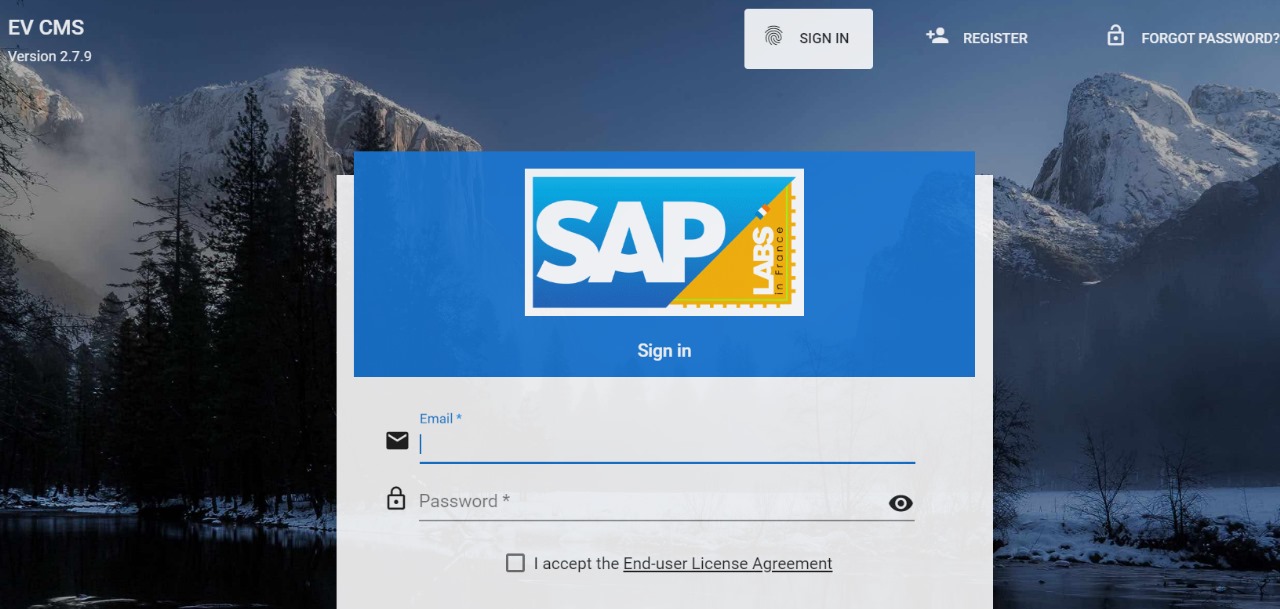 EV CMS
Version 2.7.9
SIGN IN
REGISTER
FORGOT PASSWORD?
SAP
LABS
in France
Sign in
Email *
Password *
I accept the End-user License Agreement